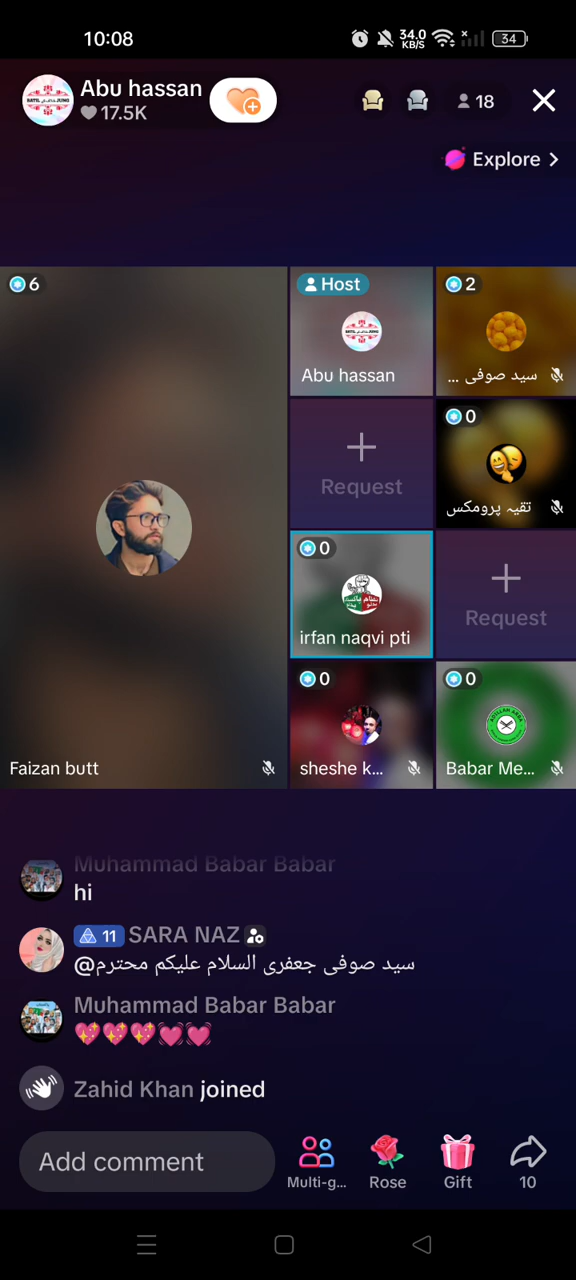 10:08
34.0
KB/S
34
Abu hassan
17.5K
18
Explore
6
Host
Abu hassan
2
سید صوفی ...
Request
0
تقیہ پرومکس
0
irfan naqvi pti
Request
Faizan butt
0
sheshe k...
0
Babar Me...
Muhammad Babar Babar
hi
11 SARA NAZ
@سید صوفی جعفری السلام علیکم محترم
Muhammad Babar Babar
💖💖💖💓💓
Zahid Khan joined
Add comment
Multi-g...
Rose
Gift
10